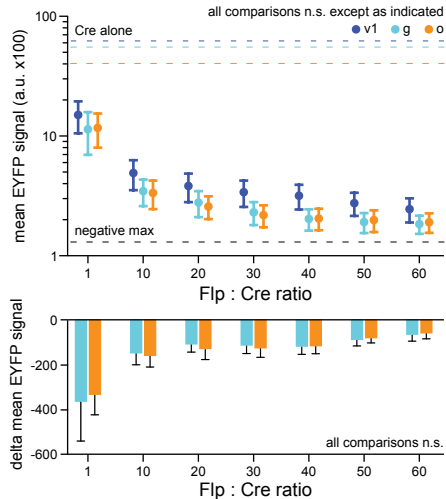 all comparisons n.s. except as indicated
v1 g o
Cre alone
mean EYFP signal (a.u. x100)
100
10
1
negative max
1 10 20 30 40 50 60
Flp : Cre ratio
delta mean EYFP signal
0
-200
-400
-600
all comparisons n.s.
1 10 20 30 40 50 60
Flp : Cre ratio